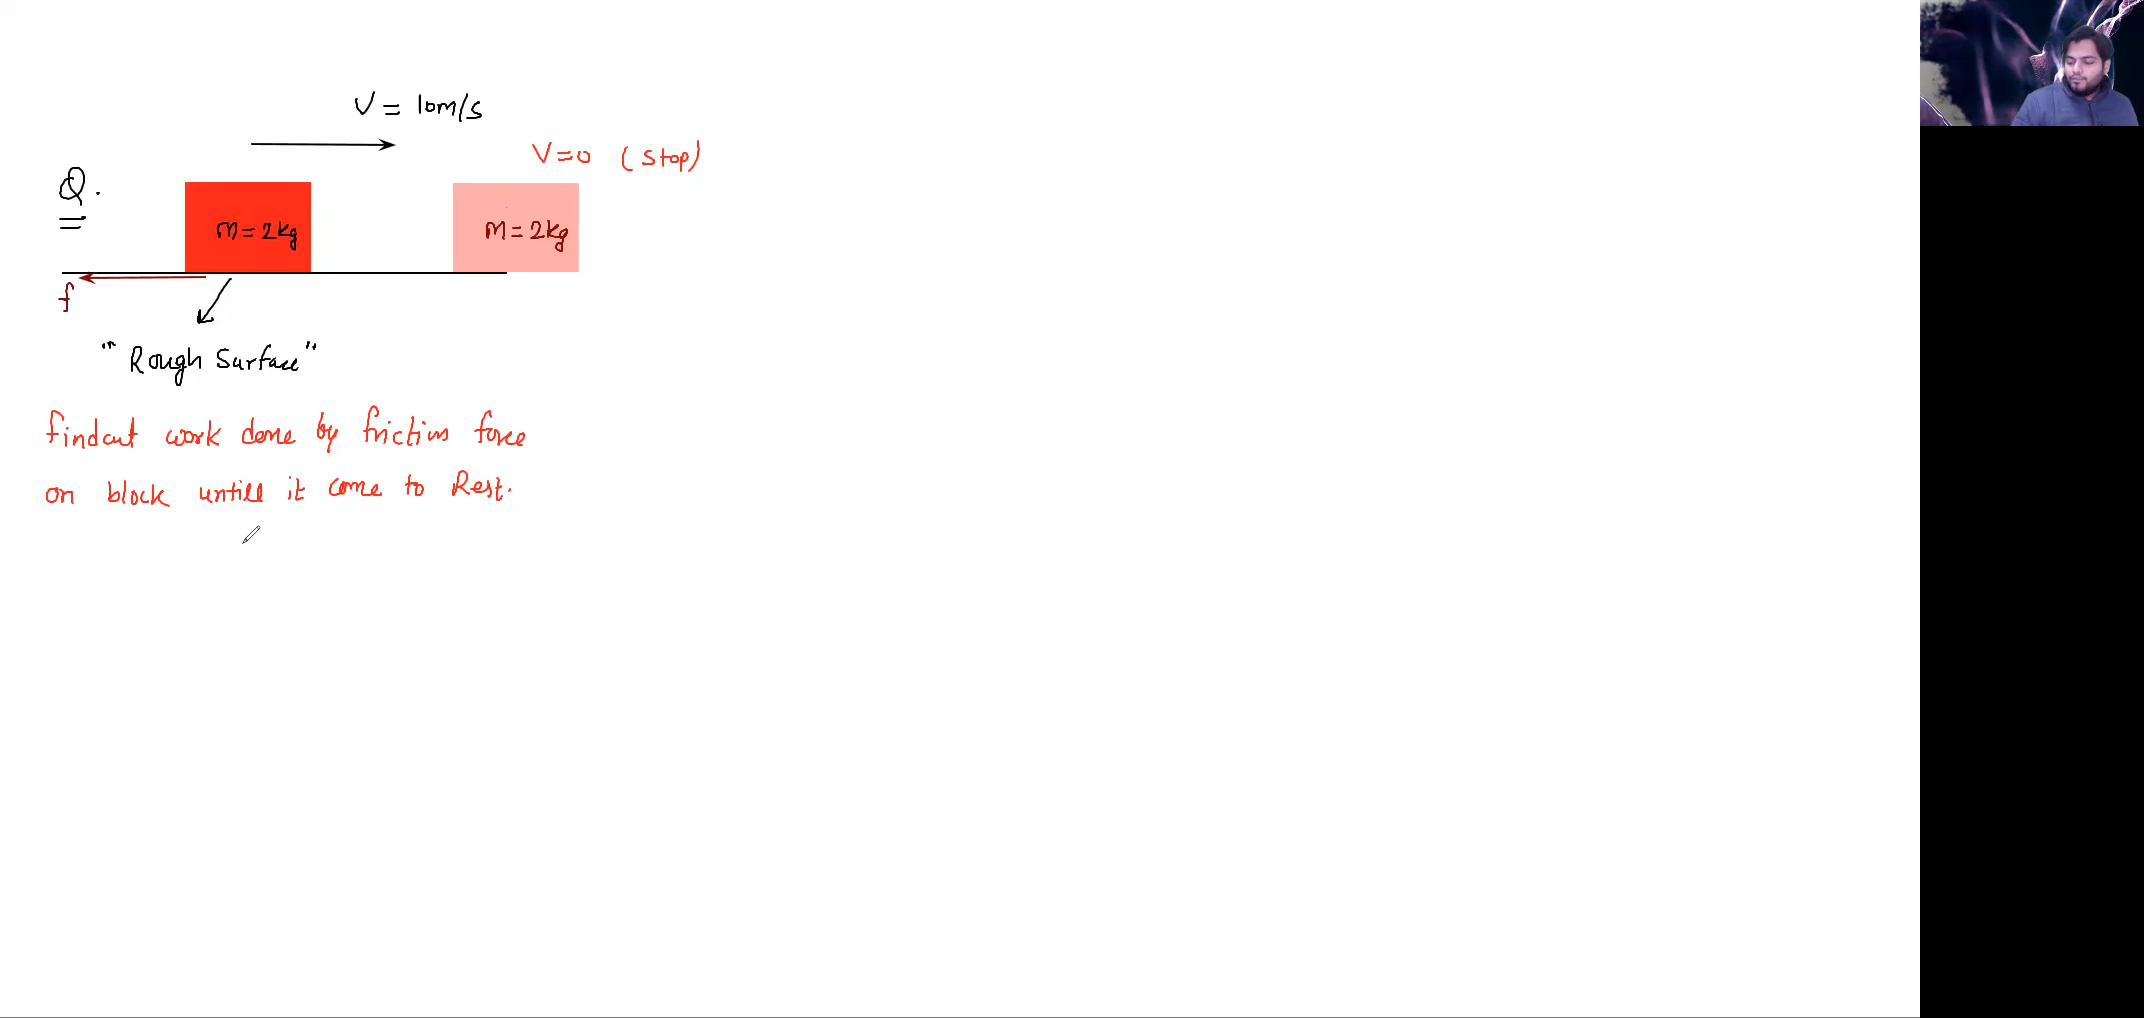 V = 10m/s
V=0 (stop)
Q.
m=2kg
m=2kg
f
"Rough Surface"
findout work done by friction force
on block untill it come to Rest.